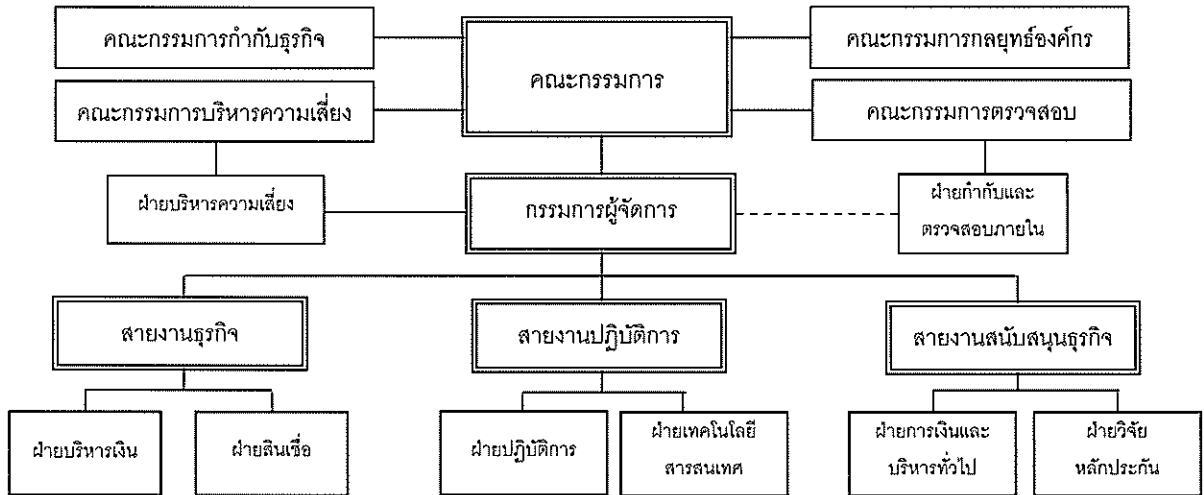 คณะกรรมการกำกับธุรกิจ
คณะกรรมการ
คณะกรรมการกลยุทธ์องค์กร
คณะกรรมการบริหารความเสี่ยง
คณะกรรมการตรวจสอบ
ฝ่ายบริหารความเสี่ยง
กรรมการผู้จัดการ
ฝ่ายกำกับและ
ตรวจสอบภายใน
สายงานธุรกิจ
สายงานปฏิบัติการ
สายงานสนับสนุนธุรกิจ
ฝ่ายบริหารเงิน
ฝ่ายสินเชื่อ
ฝ่ายปฏิบัติการ
ฝ่ายเทคโนโลยี
สารสนเทศ
ฝ่ายการเงินและ
บริหารทั่วไป
ฝ่ายวิจัย
หลักประกัน